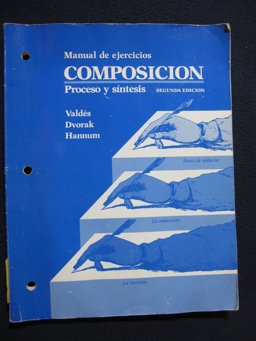 Manual de ejercicios
COMPOSICION
Proceso y síntesis SEGUNDA EDICION
Valdés
Dvorak
Hannum
Antes de redactar
La redacción
La revisión